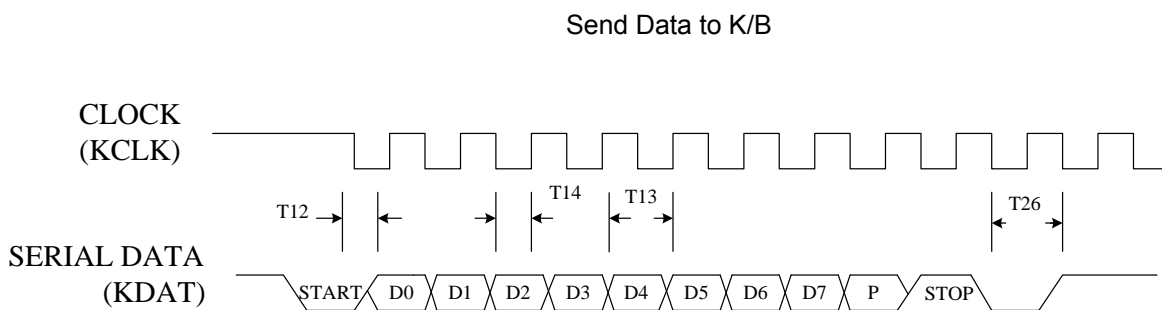 Send Data to K/B
CLOCK
(KCLK)
T12
T14
T13
T26
SERIAL DATA
(KDAT)
START D0 D1 D2 D3 D4 D5 D6 D7 P STOP